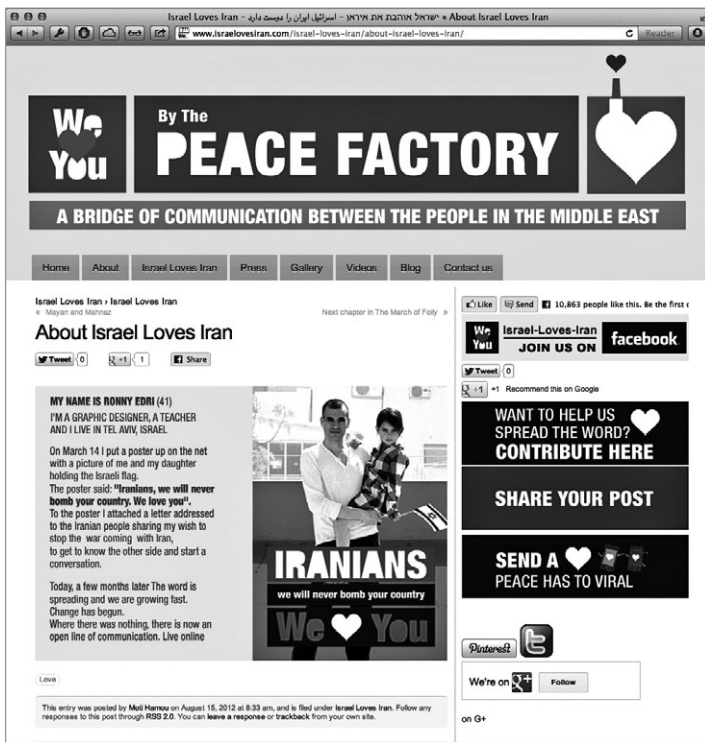 Israel Loves Iran - اسرائیل ایران را دوست دارد - ישראל אוהבת את איראן » About Israel Loves Iran
www.israelovesiran.com/israel-loves-iran/about-israel-loves-iran/
Reader
We
You
By The
PEACE FACTORY
A BRIDGE OF COMMUNICATION BETWEEN THE PEOPLE IN THE MIDDLE EAST
Home About Israel Loves Iran Press Gallery Videos Blog Contact us
Israel Loves Iran › Israel Loves Iran
« Mayan and Mahnaz Next chapter in The March of Folly »
About Israel Loves Iran
Tweet 0 +1 1 Share
MY NAME IS RONNY EDRI (41)
I'M A GRAPHIC DESIGNER, A TEACHER
AND I LIVE IN TEL AVIV, ISRAEL
On March 14 I put a poster up on the net
with a picture of me and my daughter
holding the Israeli flag.
The poster said: "Iranians, we will never
bomb your country. We love you".
To the poster I attached a letter addressed
to the Iranian people sharing my wish to
stop the war coming with Iran,
to get to know the other side and start a
conversation.
Today, a few months later The word is
spreading and we are growing fast.
Change has begun.
Where there was nothing, there is now an
open line of communication. Live online
IRANIANS
we will never bomb your country
We You
Love
This entry was posted by Moti Hamou on August 15, 2012 at 8:33 am, and is filed under Israel Loves Iran. Follow any
responses to this post through RSS 2.0. You can leave a response or trackback from your own site.
Like Send 10,863 people like this. Be the first
We
You
Israel-Loves-Iran
JOIN US ON
facebook
Tweet 0
+1 +1 Recommend this on Google
WANT TO HELP US
SPREAD THE WORD?
CONTRIBUTE HERE
SHARE YOUR POST
SEND A
PEACE HAS TO VIRAL
Pinterest
We're on g+ Follow
on G+